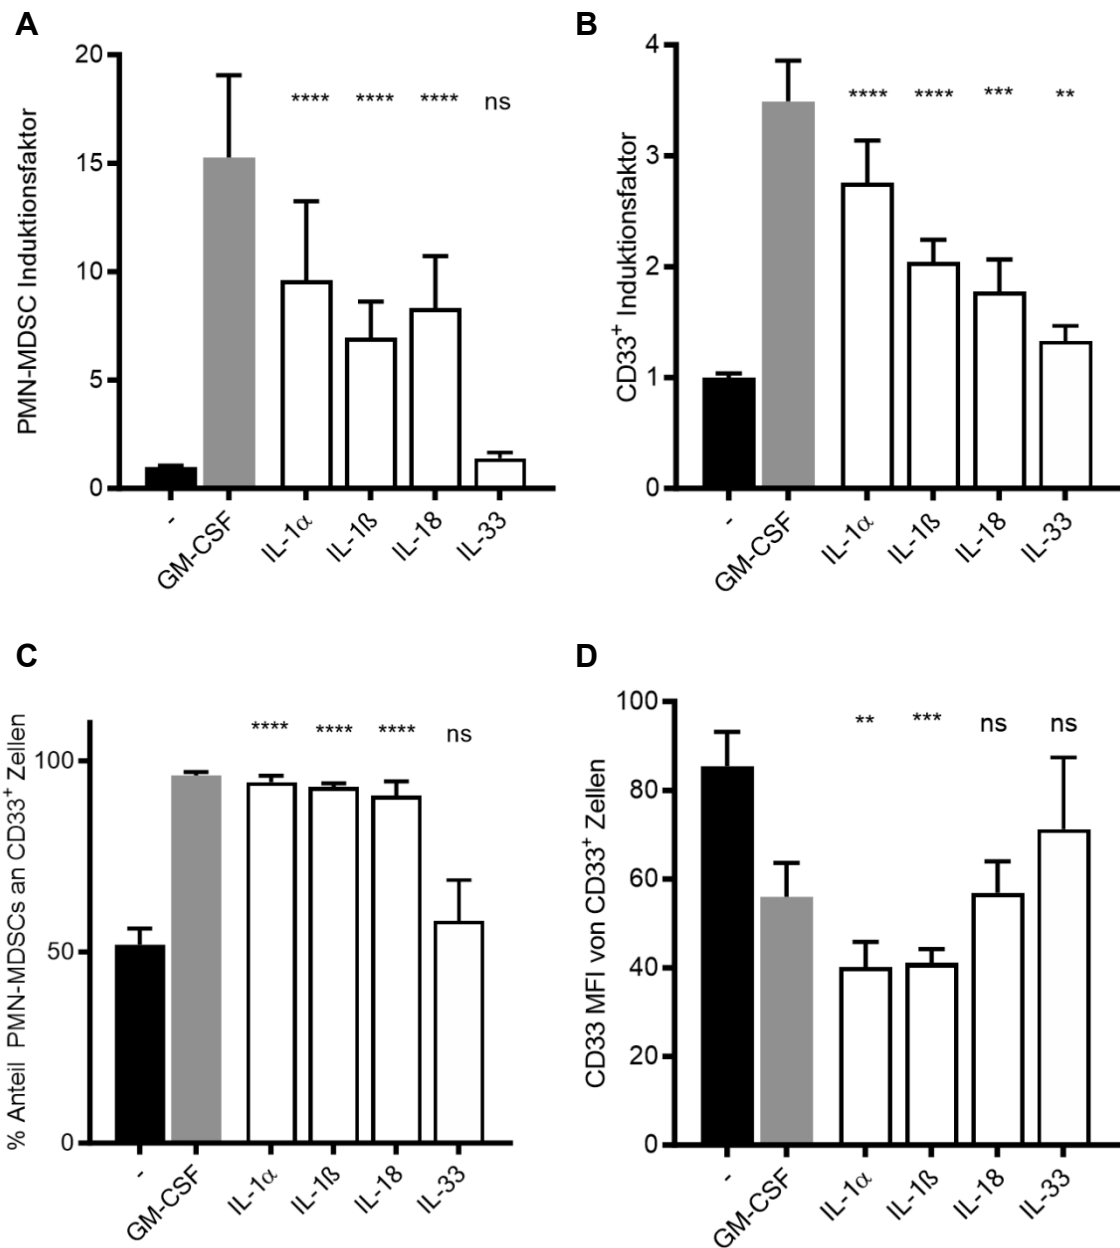 A
PMN-MDSC Induktionsfaktor
20
15
10
5
0
**** **** **** ns
- GM-CSF IL-1α IL-1ß IL-18 IL-33
B
CD33⁺ Induktionsfaktor
4
3
2
1
0
**** **** *** **
- GM-CSF IL-1α IL-1ß IL-18 IL-33
C
% Anteil PMN-MDSCs an CD33⁺ Zellen
100
50
0
**** **** **** ns
- GM-CSF IL-1α IL-1ß IL-18 IL-33
D
CD33 MFI von CD33⁺ Zellen
100
80
60
40
20
0
** *** ns ns
- GM-CSF IL-1α IL-1ß IL-18 IL-33